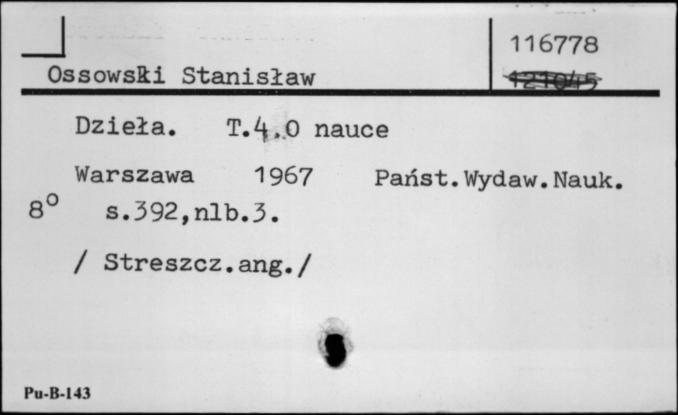 116778
Ossowski Stanisław
Dzieła. T.4.O nauce
Warszawa 1967 Państ.Wydaw.Nauk.
8° s.392,nlb.3.
/ Streszcz.ang./
Pu-B-143